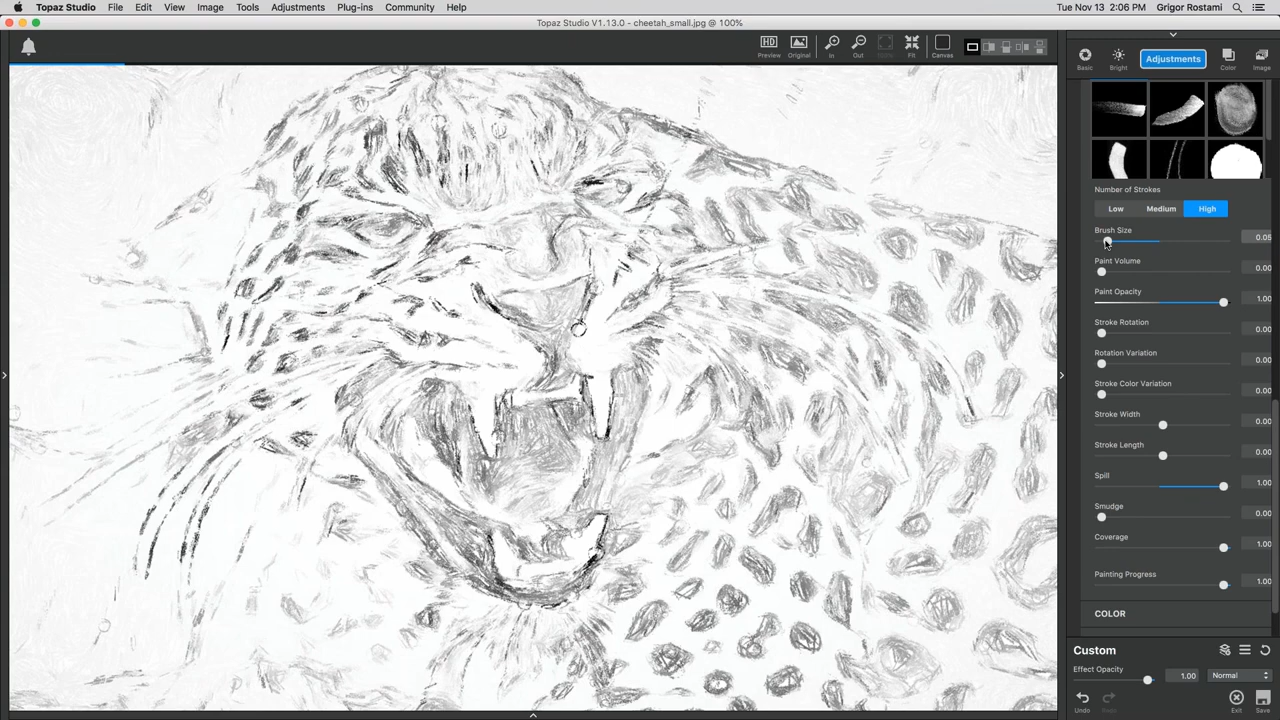 Topaz Studio File Edit View Image Tools Adjustments Plug-ins Community Help Tue Nov 13 2:06 PM Grigor Rostami
Topaz Studio V1.13.0 - cheetah_small.jpg @ 100%
Preview Original In Out Fit Canvas
Basic Bright Adjustments Color Image
Number of Strokes
Low Medium High
Brush Size
0.05
Paint Volume
0.00
Paint Opacity
1.00
Stroke Rotation
0.00
Rotation Variation
0.00
Stroke Color Variation
0.00
Stroke Width
0.00
Stroke Length
0.00
Spill
1.00
Smudge
0.00
Coverage
1.00
Painting Progress
1.00
COLOR
Custom
Effect Opacity 1.00 Normal
Undo Exit Save